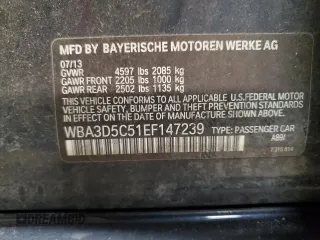 MFD BY BAYERISCHE MOTOREN WERKE AG
07/13
GVWR 4597 lbs 2085 kg
GAWR FRONT 2205 lbs 1000 kg
GAWR REAR 2502 lbs 1135 kg
THIS VEHICLE CONFORMS TO ALL APPLICABLE U.S. FEDERAL MOTOR
VEHICLE SAFETY, BUMPER AND THEFT PREVENTION STANDARDS IN EFFECT
ON THE DATE OF MANUFACTURE SHOWN ABOVE.
WBA3D5C51EF147239 TYPE: PASSENGER CAR
DREAMBID